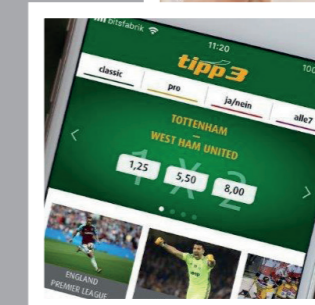 bitsfabrik
11:20
100
tipp3
classic
pro
ja/nein
alle7
TOTTENHAM
–
WEST HAM UNITED
1 X 2
1,25
5,50
8,00
ENGLAND
PREMIER LEAGUE